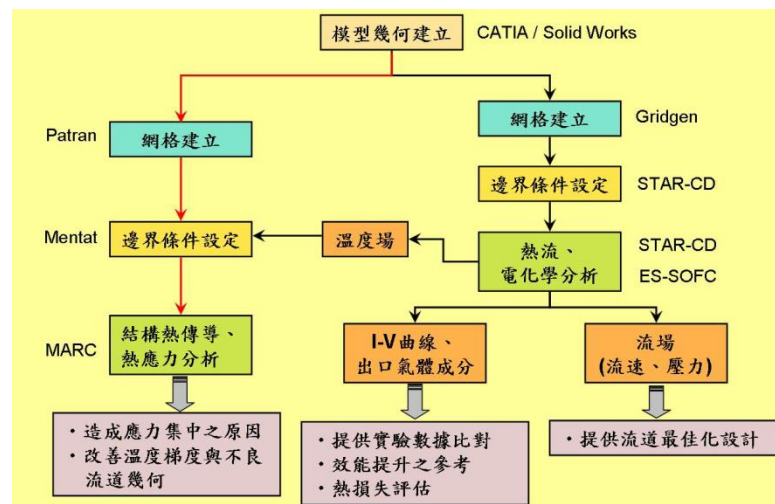 模型幾何建立
CATIA / Solid Works
Patran
網格建立
網格建立
Gridgen
邊界條件設定
STAR-CD
Mentat
邊界條件設定
溫度場
熱流、
電化學分析
STAR-CD
ES-SOFC
MARC
結構熱傳導、
熱應力分析
I-V曲線、
出口氣體成分
流場
(流速、壓力)
・造成應力集中之原因
・改善溫度梯度與不良
流道幾何
・提供實驗數據比對
・效能提升之參考
・熱損失評估
・提供流道最佳化設計